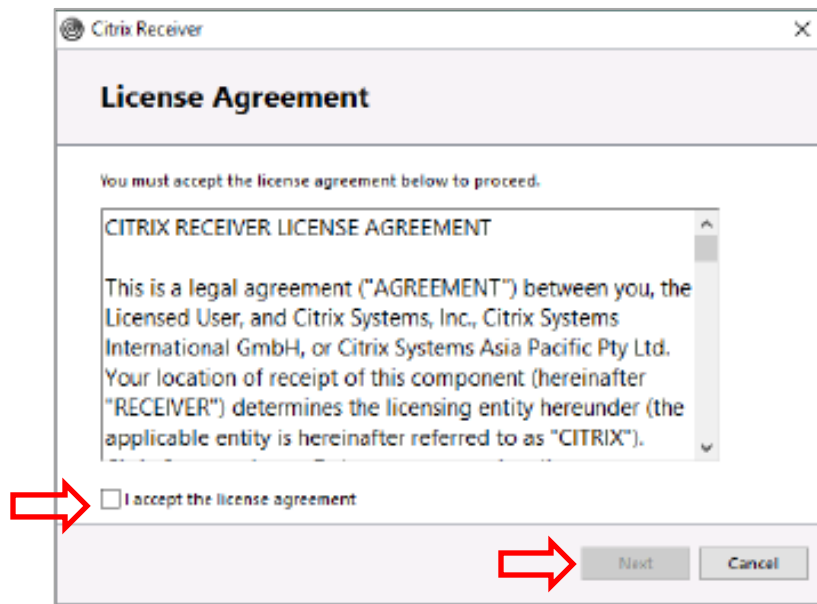 Citrix Receiver
License Agreement
You must accept the license agreement below to proceed.
CITRIX RECEIVER LICENSE AGREEMENT
This is a legal agreement ("AGREEMENT") between you, the
Licensed User, and Citrix Systems, Inc., Citrix Systems
International GmbH, or Citrix Systems Asia Pacific Pty Ltd.
Your location of receipt of this component (hereinafter
"RECEIVER") determines the licensing entity hereunder (the
applicable entity is hereinafter referred to as "CITRIX").
I accept the license agreement
Next
Cancel